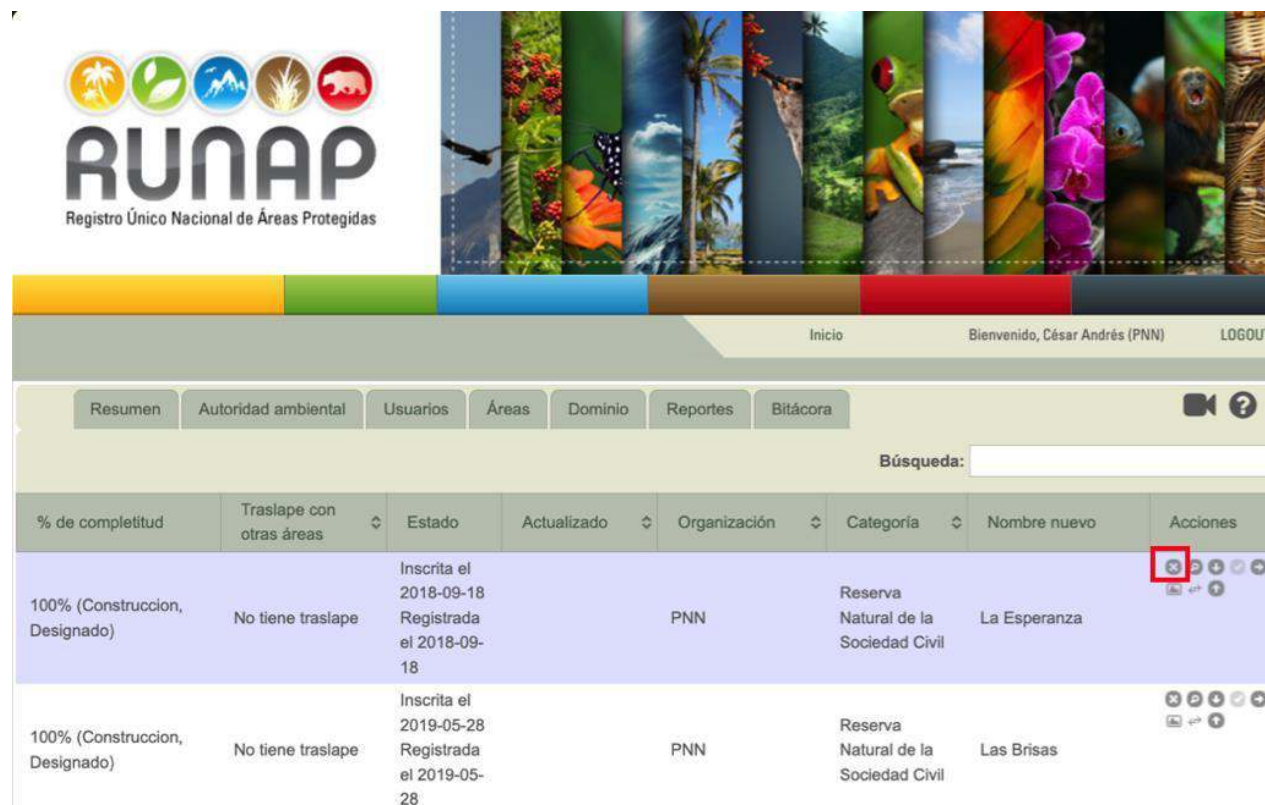 RUNAP
Registro Único Nacional de Áreas Protegidas
Inicio Bienvenido, César Andrés (PNN) LOGOUT
Resumen Autoridad ambiental Usuarios Áreas Dominio Reportes Bitácora
Búsqueda:
% de completitud Traslape con otras áreas Estado Actualizado Organización Categoría Nombre nuevo Acciones
100% (Construccion,
Designado)
No tiene traslape
Inscrita el
2018-09-18
Registrada
el 2018-09-
18
PNN
Reserva
Natural de la
Sociedad Civil
La Esperanza
100% (Construccion,
Designado)
No tiene traslape
Inscrita el
2019-05-28
Registrada
el 2019-05-
28
PNN
Reserva
Natural de la
Sociedad Civil
Las Brisas